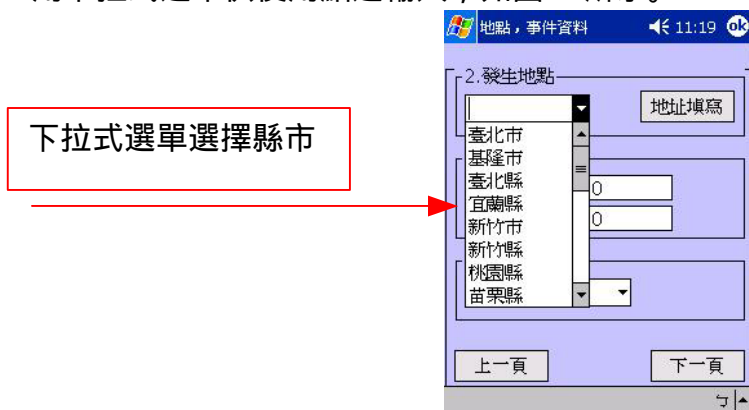 地點，事件資料
11:19
ok
2.發生地點
地址填寫
下拉式選單選擇縣市
臺北市
基隆市
臺北縣
宜蘭縣
新竹市
新竹縣
桃園縣
苗栗縣
0
0
上一頁
下一頁
ㄅ